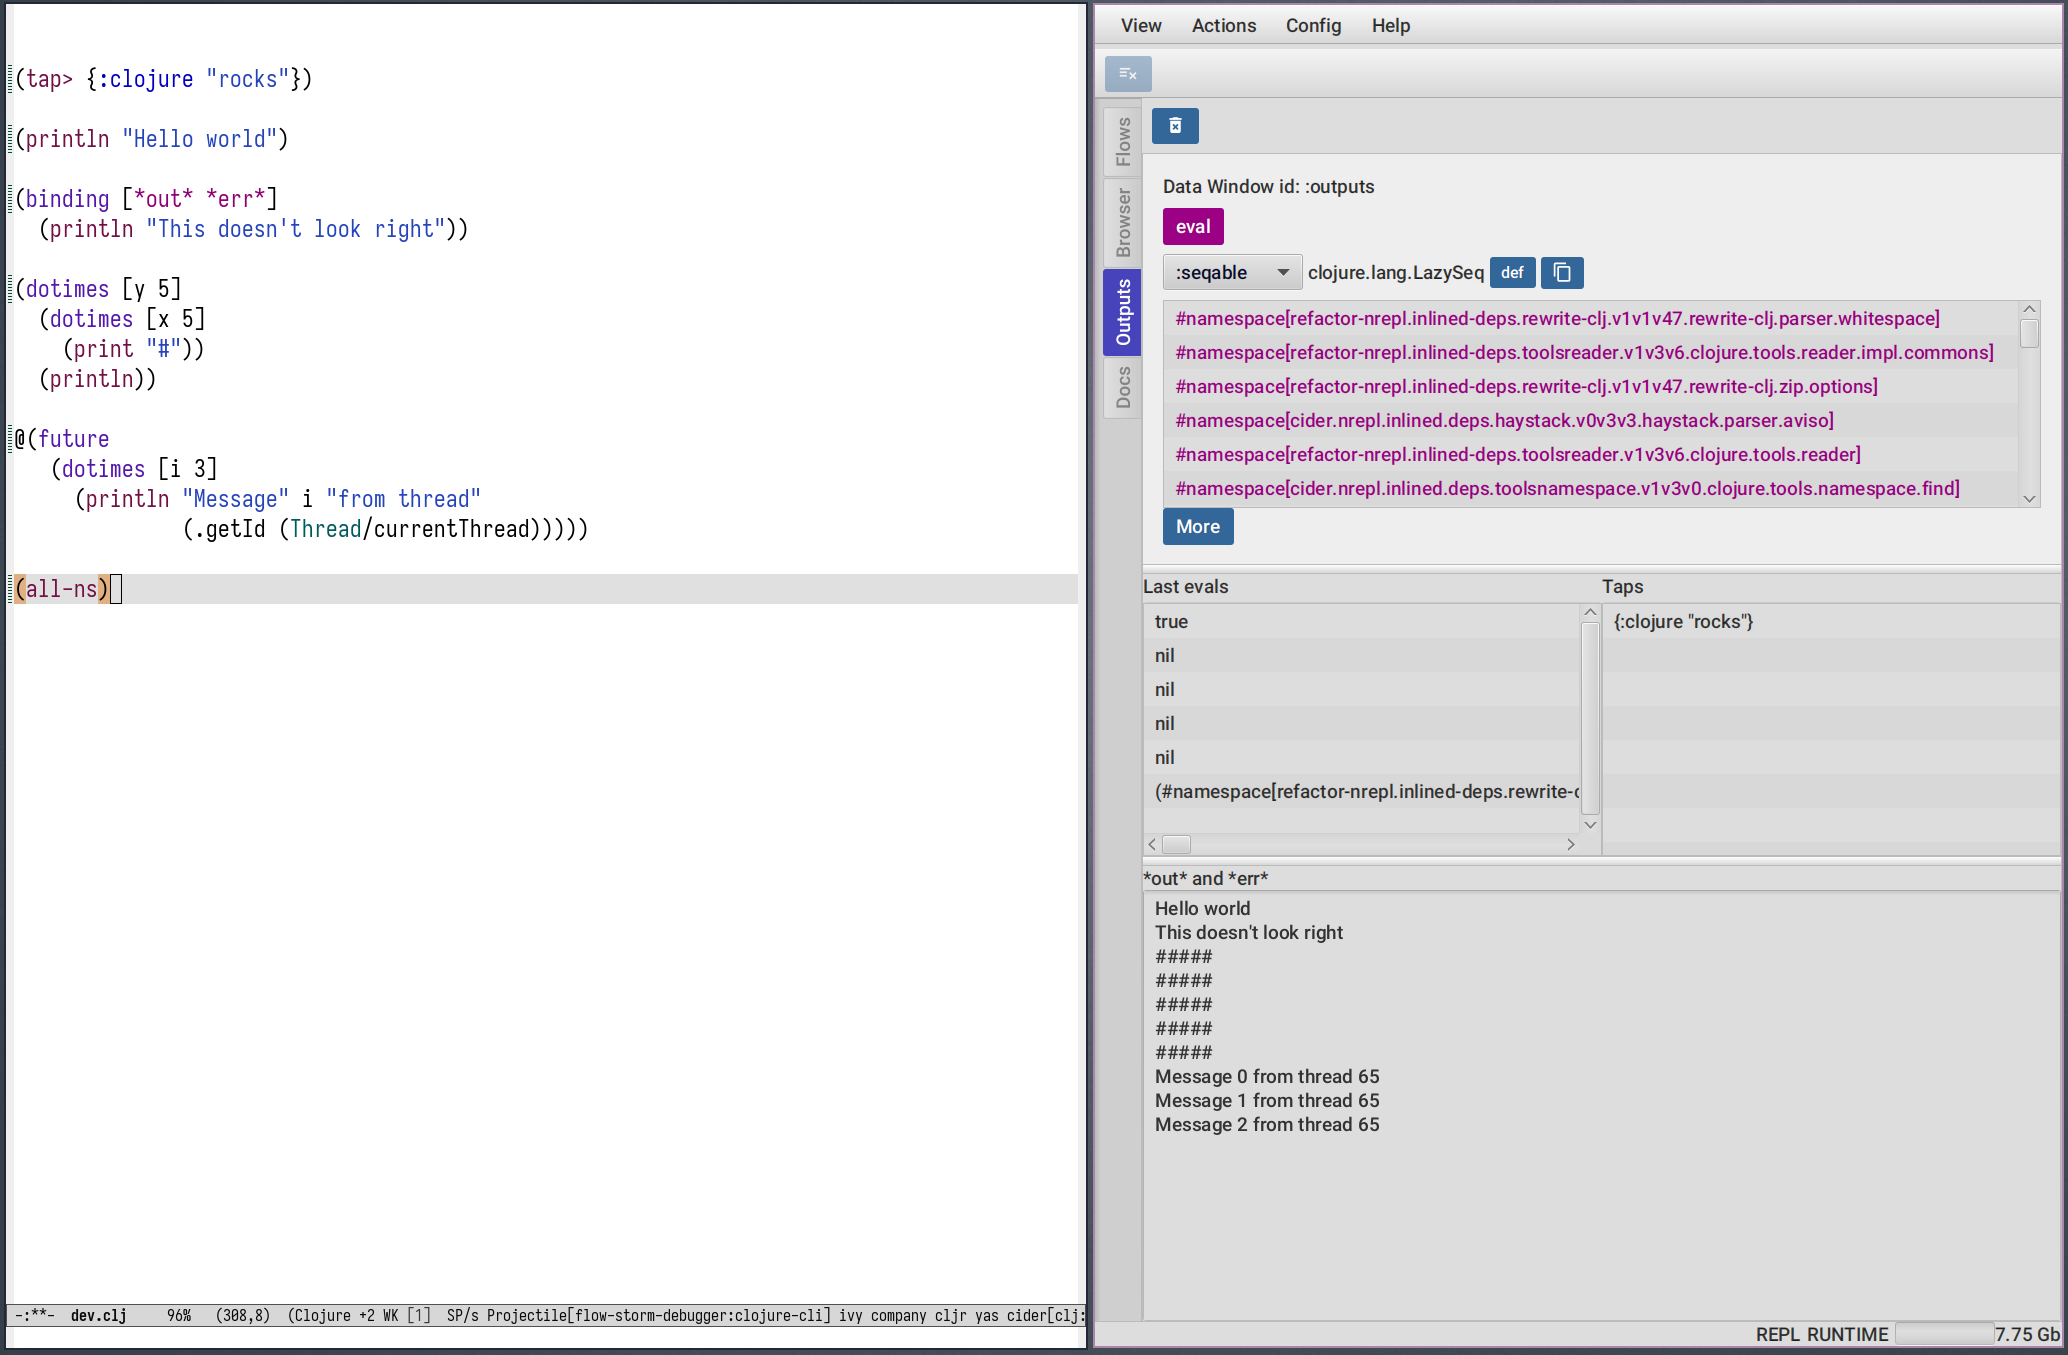 (tap> {:clojure "rocks"})
(println "Hello world")
(binding [*out* *err*]
  (println "This doesn't look right"))
(dotimes [y 5]
  (dotimes [x 5]
    (print "#"))
  (println))
@(future
   (dotimes [i 3]
     (println "Message" i "from thread"
              (.getId (Thread/currentThread)))))
(all-ns)
-:**-  dev.clj     96%   (308,8)  (Clojure +2 WK [1]  SP/s Projectile[flow-storm-debugger:clojure-cli] ivy company cljr yas cider[clj:
View Actions Config Help
Flows
Browser
Outputs
Docs
Data Window id: :outputs
eval
:seqable clojure.lang.LazySeq def
#namespace[refactor-nrepl.inlined-deps.rewrite-clj.v1v1v47.rewrite-clj.parser.whitespace]
#namespace[refactor-nrepl.inlined-deps.toolsreader.v1v3v6.clojure.tools.reader.impl.commons]
#namespace[refactor-nrepl.inlined-deps.rewrite-clj.v1v1v47.rewrite-clj.zip.options]
#namespace[cider.nrepl.inlined.deps.haystack.v0v3v3.haystack.parser.aviso]
#namespace[refactor-nrepl.inlined-deps.toolsreader.v1v3v6.clojure.tools.reader]
#namespace[cider.nrepl.inlined.deps.toolsnamespace.v1v3v0.clojure.tools.namespace.find]
More
Last evals
true
nil
nil
nil
nil
(#namespace[refactor-nrepl.inlined-deps.rewrite-c
Taps
{:clojure "rocks"}
*out* and *err*
Hello world
This doesn't look right
#####
#####
#####
#####
#####
Message 0 from thread 65
Message 1 from thread 65
Message 2 from thread 65
REPL RUNTIME 7.75 Gb